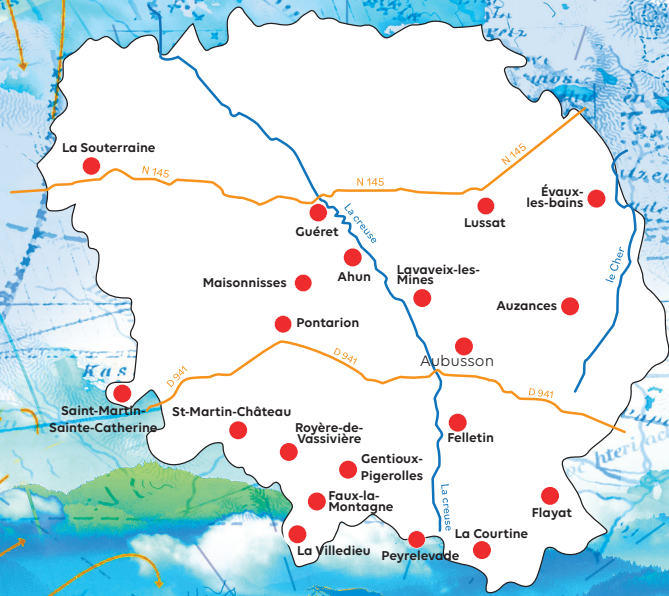 La Souterraine
N 145
N 145
N 145
Évaux-
les-bains
Lussat
Guéret
La creuse
le Cher
Ahun
Lavaveix-les-
Mines
Maisonnisses
Auzances
Pontarion
D 941
D 941
Aubusson
D 941
Kas
Saint-Martin-
Sainte-Catherine
St-Martin-Château
Royère-de-
Vassivière
Felletin
Gentioux-
Pigerolles
Faux-la-
Montagne
La creuse
Flayat
La Courtine
La Villedieu
Peyrelevade